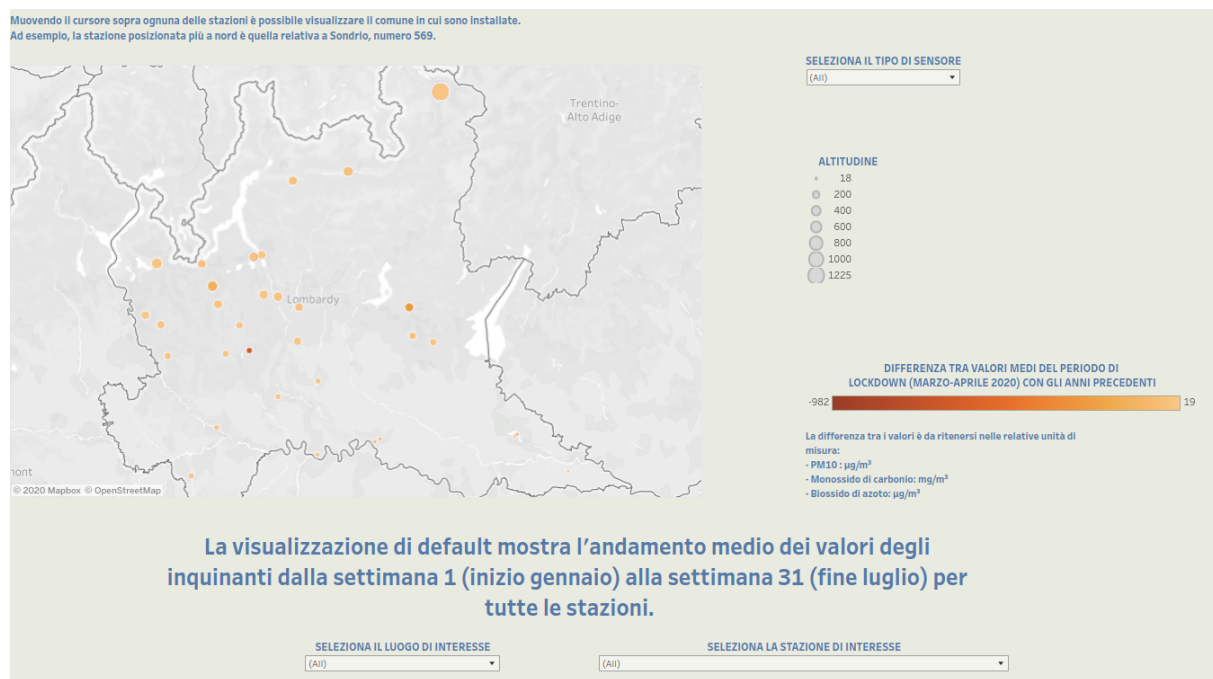 Muovendo il cursore sopra ognuna delle stazioni è possibile visualizzare il comune in cui sono installate.
Ad esempio, la stazione posizionata più a nord è quella relativa a Sondrio, numero 569.
SELEZIONA IL TIPO DI SENSORE
(All)
Trentino-
Alto Adige
ALTITUDINE
18
200
400
600
800
1000
1225
Lombardy
DIFFERENZA TRA VALORI MEDI DEL PERIODO DI
LOCKDOWN (MARZO-APRILE 2020) CON GLI ANNI PRECEDENTI
-982 19
La differenza tra i valori è da ritenersi nelle relative unità di
misura:
- PM10 : µg/m³
- Monossido di carbonio: mg/m³
- Biossido di azoto: µg/m³
mont
© 2020 Mapbox © OpenStreetMap
La visualizzazione di default mostra l'andamento medio dei valori degli
inquinanti dalla settimana 1 (inizio gennaio) alla settimana 31 (fine luglio) per
tutte le stazioni.
SELEZIONA IL LUOGO DI INTERESSE
(All)
SELEZIONA LA STAZIONE DI INTERESSE
(All)